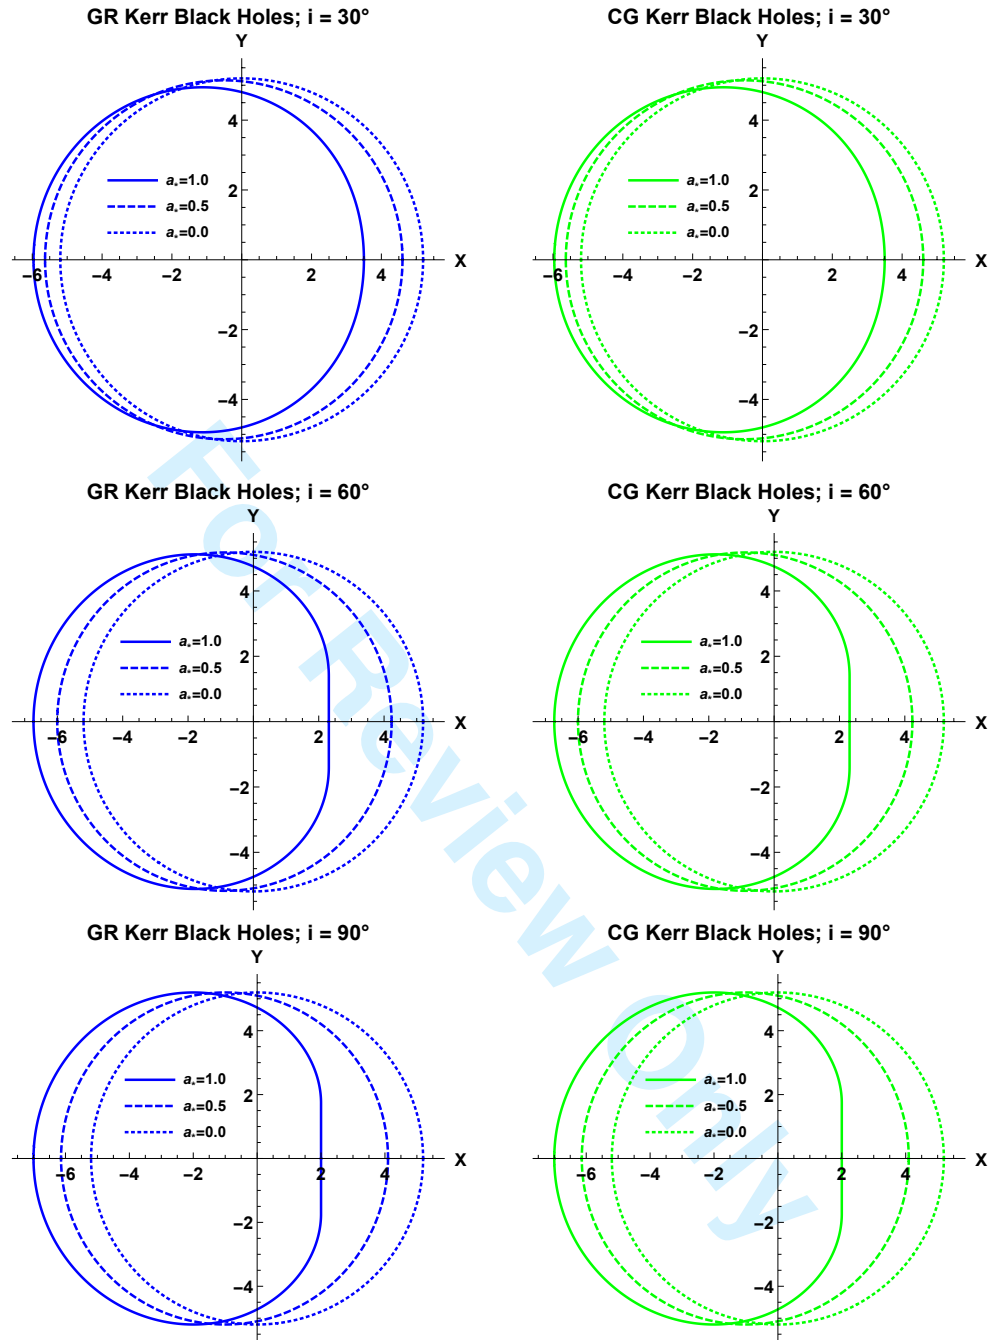 GR Kerr Black Holes; i = 30°
Y
4
2
−2
−4
−6
−4
−2
2
4
X
a*=1.0
a*=0.5
a*=0.0
CG Kerr Black Holes; i = 30°
Y
4
2
−2
−4
−6
−4
−2
2
4
X
a*=1.0
a*=0.5
a*=0.0
GR Kerr Black Holes; i = 60°
Y
4
2
−2
−4
−6
−4
−2
2
4
X
a*=1.0
a*=0.5
a*=0.0
CG Kerr Black Holes; i = 60°
Y
4
2
−2
−4
−6
−4
−2
2
4
X
a*=1.0
a*=0.5
a*=0.0
GR Kerr Black Holes; i = 90°
Y
4
2
−2
−4
−6
−4
−2
2
4
X
a*=1.0
a*=0.5
a*=0.0
CG Kerr Black Holes; i = 90°
Y
4
2
−2
−4
−6
−4
−2
2
4
X
a*=1.0
a*=0.5
a*=0.0
For Review Only